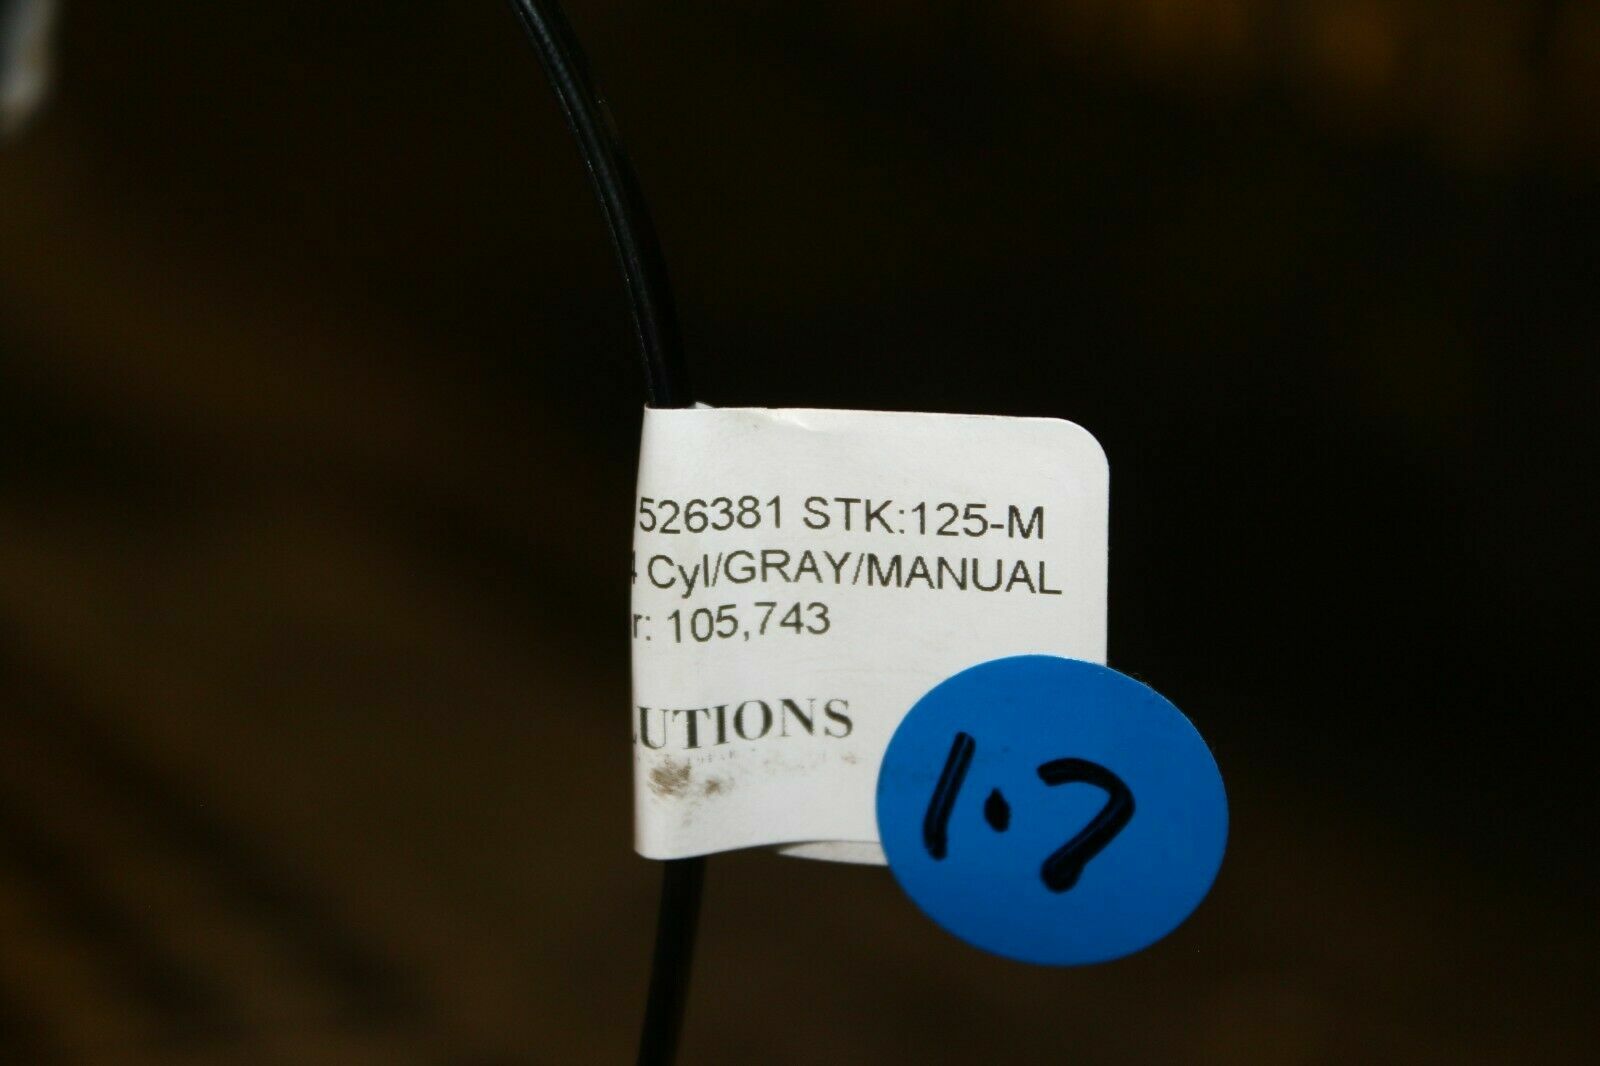 526381 STK:125-M
4 Cyl/GRAY/MANUAL
r: 105,743
LUTIONS
1.7